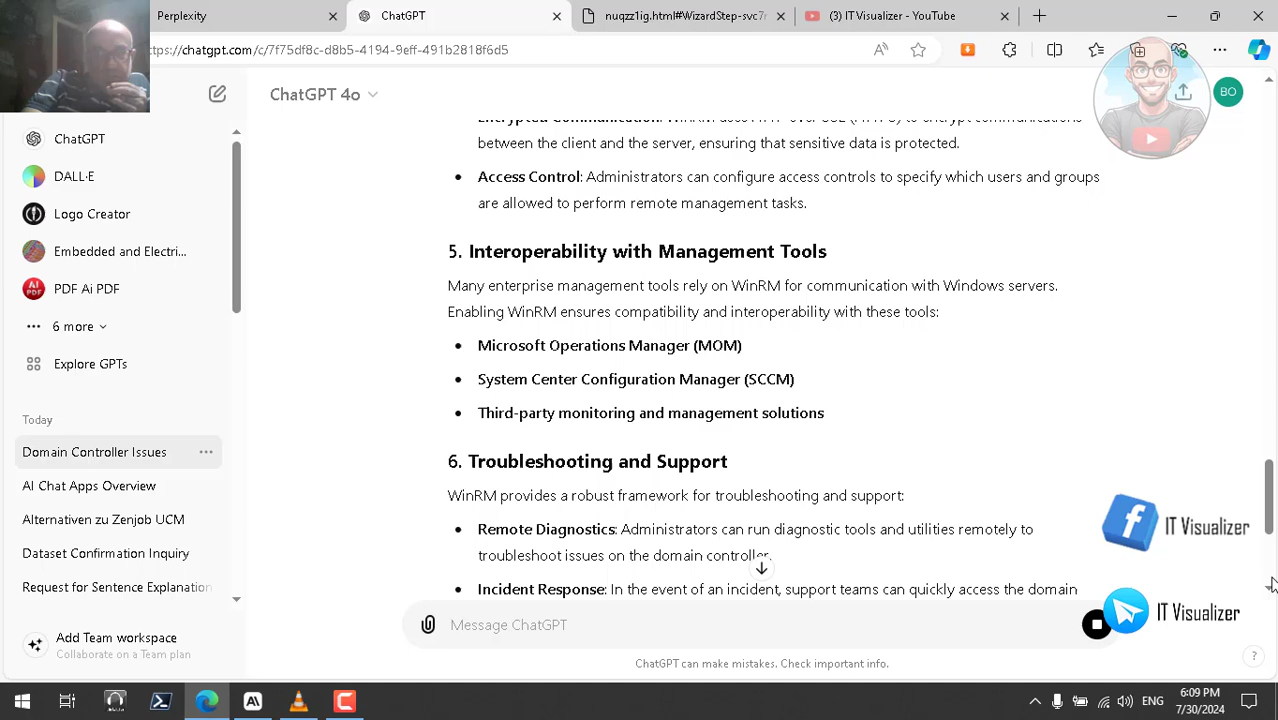 Perplexity
ChatGPT
nuqzz1ig.html#WizardStep-svc7r
(3) IT Visualizer - YouTube
ttps://chatgpt.com/c/7f75df8c-d8b5-4194-9eff-491b2818f6d5
ChatGPT 4o
BO
ChatGPT
DALL·E
Logo Creator
Embedded and Electri...
PDF Ai PDF
6 more
Explore GPTs
Today
Domain Controller Issues
AI Chat Apps Overview
Alternativen zu Zenjob UCM
Dataset Confirmation Inquiry
Request for Sentence Explanation
Add Team workspace
Collaborate on a Team plan
between the client and the server, ensuring that sensitive data is protected.
Access Control: Administrators can configure access controls to specify which users and groups
are allowed to perform remote management tasks.
5. Interoperability with Management Tools
Many enterprise management tools rely on WinRM for communication with Windows servers.
Enabling WinRM ensures compatibility and interoperability with these tools:
Microsoft Operations Manager (MOM)
System Center Configuration Manager (SCCM)
Third-party monitoring and management solutions
6. Troubleshooting and Support
WinRM provides a robust framework for troubleshooting and support:
Remote Diagnostics: Administrators can run diagnostic tools and utilities remotely to
troubleshoot issues on the domain controller.
Incident Response: In the event of an incident, support teams can quickly access the domain
Message ChatGPT
ChatGPT can make mistakes. Check important info.
IT Visualizer
IT Visualizer
ENG
6:09 PM
7/30/2024